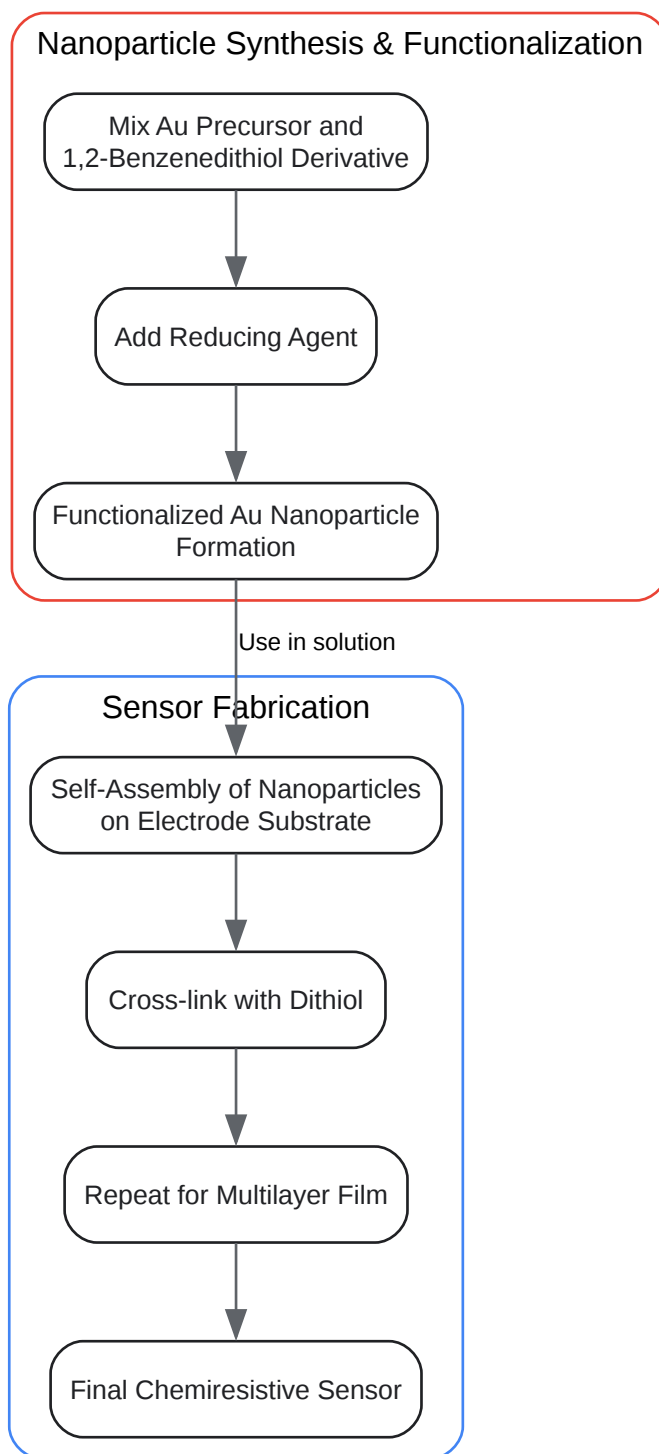 Nanoparticle Synthesis & Functionalization
Mix Au Precursor and
1,2-Benzenedithiol Derivative
Add Reducing Agent
Functionalized Au Nanoparticle
Formation
Use in solution
Sensor Fabrication
Self-Assembly of Nanoparticles
on Electrode Substrate
Cross-link with Dithiol
Repeat for Multilayer Film
Final Chemiresistive Sensor